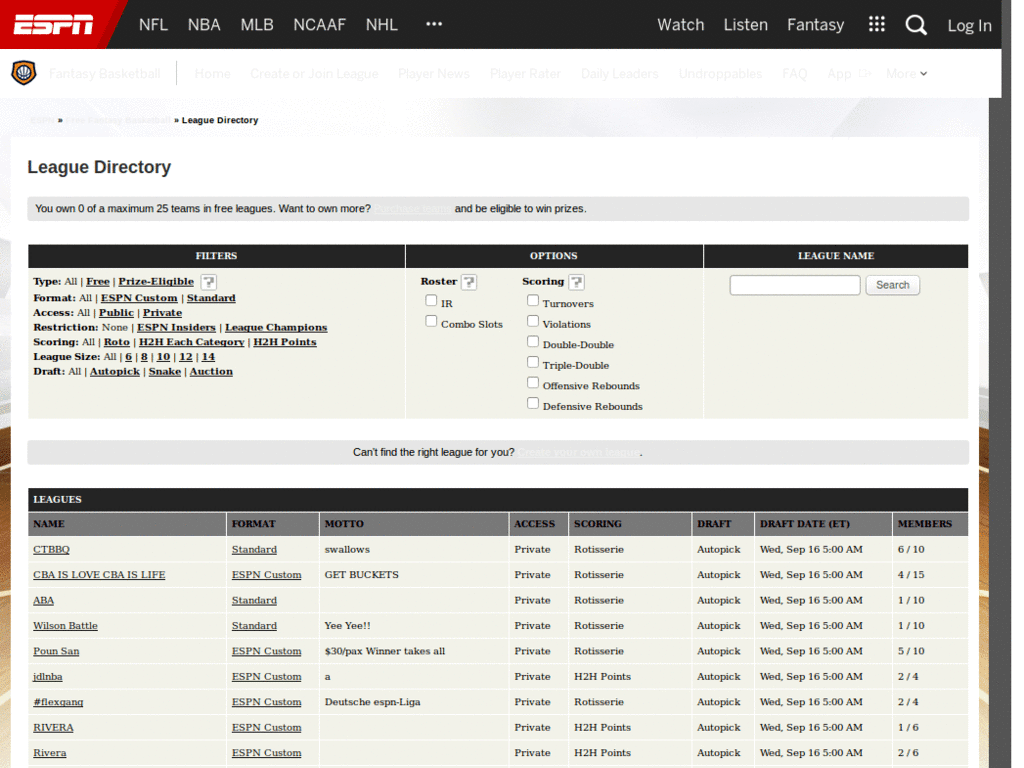 ESPN NFL NBA MLB NCAAF NHL ••• Watch Listen Fantasy Log In
Fantasy Basketball Home Create or Join League Player News Player Rater Daily Leaders Undroppables FAQ App More
ESPN » Free Fantasy Basketball » League Directory
League Directory
You own 0 of a maximum 25 teams in free leagues. Want to own more? and be eligible to win prizes.
FILTERS OPTIONS LEAGUE NAME
Type: All | Free | Prize-Eligible ?
Format: All | ESPN Custom | Standard
Access: All | Public | Private
Restriction: None | ESPN Insiders | League Champions
Scoring: All | Roto | H2H Each Category | H2H Points
League Size: All | 6 | 8 | 10 | 12 | 14
Draft: All | Autopick | Snake | Auction
Roster ?
IR
Combo Slots
Scoring ?
Turnovers
Violations
Double-Double
Triple-Double
Offensive Rebounds
Defensive Rebounds
Search
Can't find the right league for you? Create your own league.
LEAGUES
NAME FORMAT MOTTO ACCESS SCORING DRAFT DRAFT DATE (ET) MEMBERS
CTBBQ Standard swallows Private Rotisserie Autopick Wed, Sep 16 5:00 AM 6 / 10
CBA IS LOVE CBA IS LIFE ESPN Custom GET BUCKETS Private Rotisserie Autopick Wed, Sep 16 5:00 AM 4 / 15
ABA Standard Private Rotisserie Autopick Wed, Sep 16 5:00 AM 1 / 10
Wilson Battle Standard Yee Yee!! Private Rotisserie Autopick Wed, Sep 16 5:00 AM 1 / 10
Poun San ESPN Custom $30/pax Winner takes all Private Rotisserie Autopick Wed, Sep 16 5:00 AM 5 / 10
idlnba ESPN Custom a Private H2H Points Autopick Wed, Sep 16 5:00 AM 2 / 4
#flexgang ESPN Custom Deutsche espn-Liga Private Rotisserie Autopick Wed, Sep 16 5:00 AM 2 / 4
RIVERA ESPN Custom Private H2H Points Autopick Wed, Sep 16 5:00 AM 1 / 6
Rivera ESPN Custom Private H2H Points Autopick Wed, Sep 16 5:00 AM 2 / 6